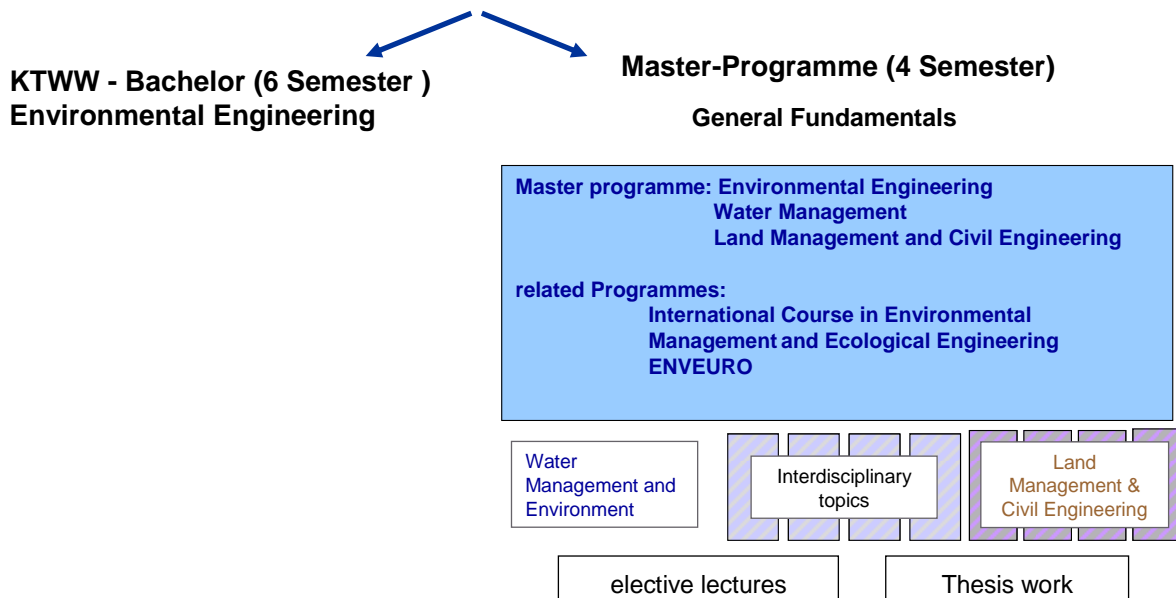 KTWW - Bachelor (6 Semester )
Environmental Engineering
Master-Programme (4 Semester)
General Fundamentals
Master programme: Environmental Engineering
Water Management
Land Management and Civil Engineering
related Programmes:
International Course in Environmental
Management and Ecological Engineering
ENVEURO
Water
Management and
Environment
Interdisciplinary
topics
Land
Management &
Civil Engineering
elective lectures
Thesis work